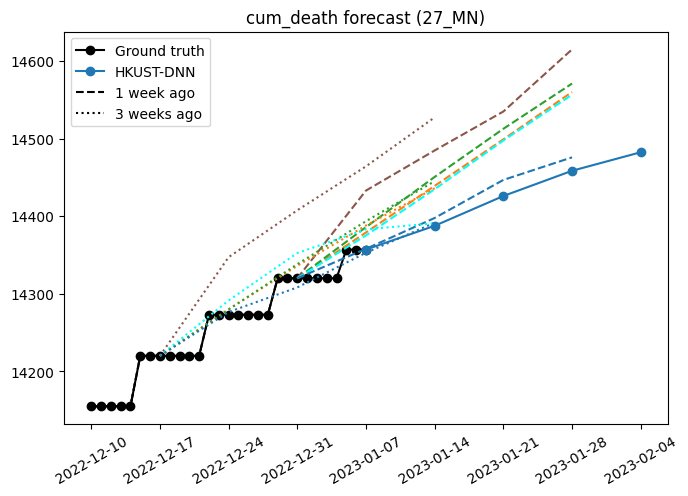 cum_death forecast (27_MN)
Ground truth
HKUST-DNN
1 week ago
3 weeks ago
14600
14500
14400
14300
14200
2022-12-10
2022-12-17
2022-12-24
2022-12-31
2023-01-07
2023-01-14
2023-01-21
2023-01-28
2023-02-04